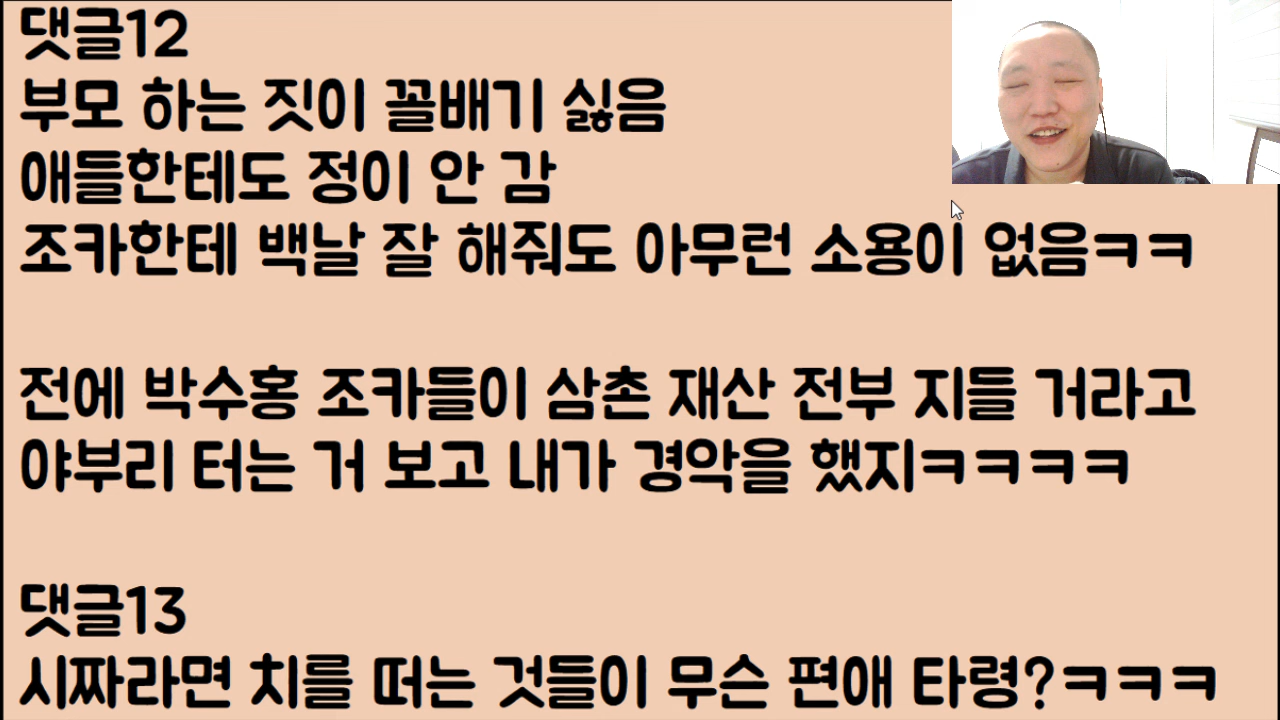 댓글12
부모 하는 짓이 꼴배기 싫음
애들한테도 정이 안 감
조카한테 백날 잘 해줘도 아무런 소용이 없음ㅋㅋ
전에 박수홍 조카들이 삼촌 재산 전부 지들 거라고
야부리 터는 거 보고 내가 경악을 했지ㅋㅋㅋㅋ
댓글13
시짜라면 치를 떠는 것들이 무슨 편애 타령?ㅋㅋㅋ